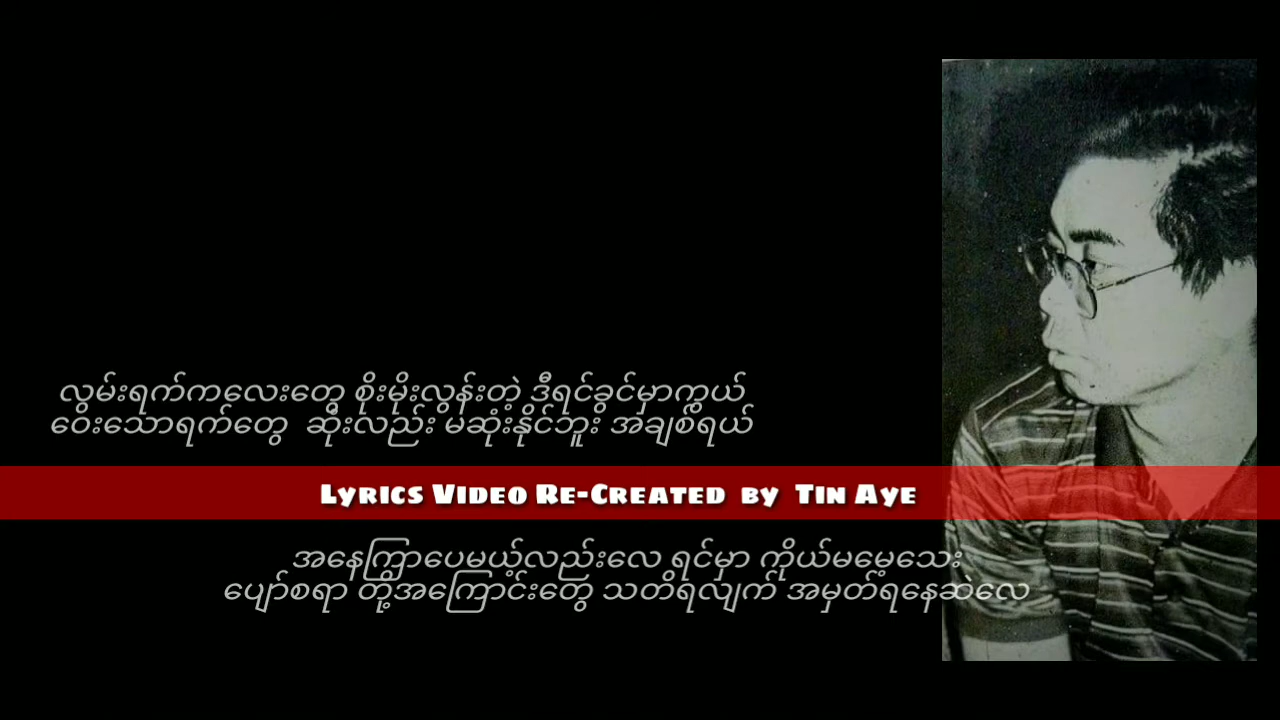 လွမ်းရက်ကလေးတွေ စိုးမိုးလွန်းတဲ့ ဒီရင်ခွင်မှာကွယ်
ဝေးသောရက်တွေ ဆိုးလည်း မဆုံးနိုင်ဘူး အချစ်ရယ်
Lyrics Video Re-Created by Tin Aye
အနေကြာပေမယ့်လည်းလေ ရင်မှာ ကိုယ်မမေ့သေး
ပျော်စရာ တို့အကြောင်းတွေ သတိရလျက် အမှတ်ရနေဆဲလေ